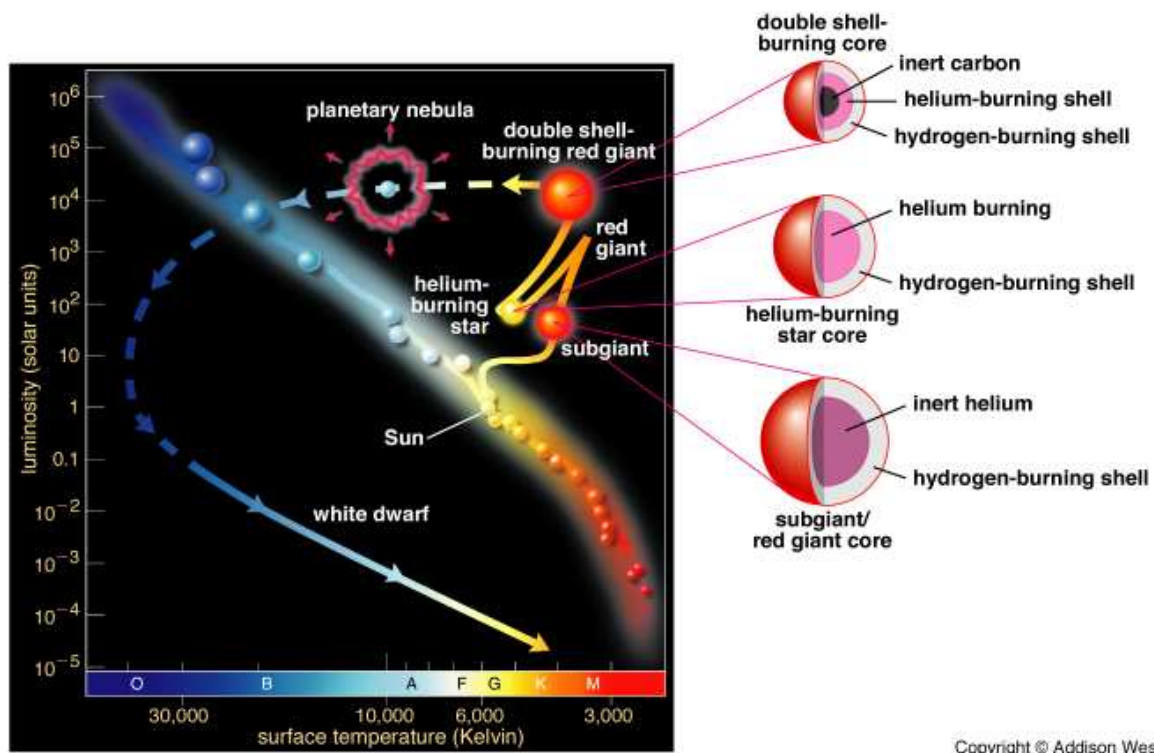 double shell-
burning core
inert carbon
helium-burning shell
hydrogen-burning shell
planetary nebula
double shell-
burning red giant
red
giant
helium-
burning
star
subgiant
helium burning
hydrogen-burning shell
helium-burning
star core
inert helium
hydrogen-burning shell
subgiant/
red giant core
Sun
white dwarf
luminosity (solar units)
10⁶
10⁵
10⁴
10³
10²
10
1
0.1
10⁻²
10⁻³
10⁻⁴
10⁻⁵
O B A F G K M
30,000 10,000 6,000 3,000
surface temperature (Kelvin)
Copyright © Addison Wes